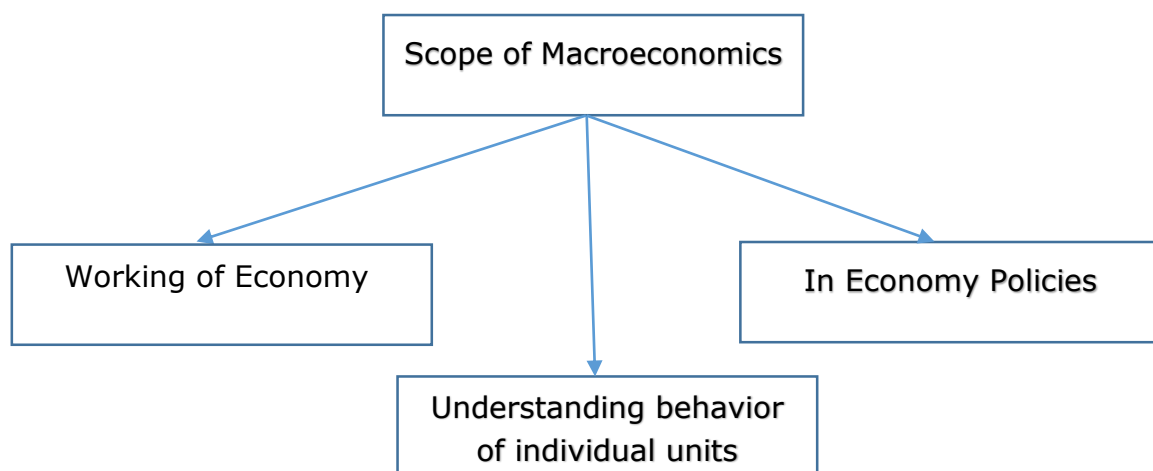 Scope of Macroeconomics
Working of Economy
In Economy Policies
Understanding behavior
of individual units